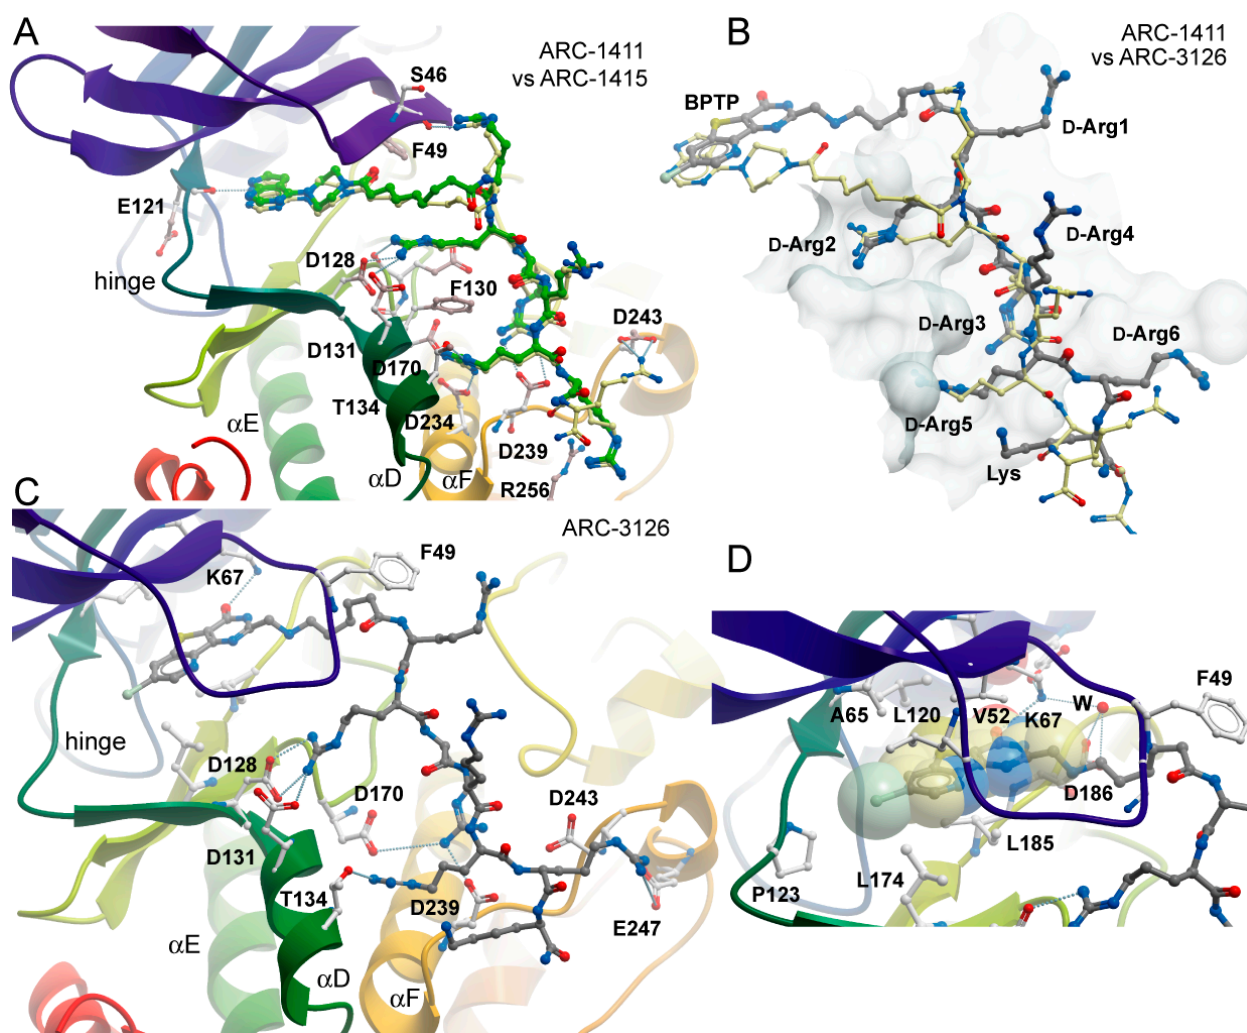 A
ARC-1411
vs ARC-1415
S46
F49
E121
hinge
D128
F130
D131
D170
D243
T134
D234
D239
R256
αE
αD
αF
B
ARC-1411
vs ARC-3126
BPTP
D-Arg1
D-Arg2
D-Arg4
D-Arg3
D-Arg6
D-Arg5
Lys
C
ARC-3126
K67
F49
hinge
D128
D170
D243
D131
T134
D239
E247
αE
αD
αF
D
A65
L120
V52
K67
W
F49
D186
L185
P123
L174